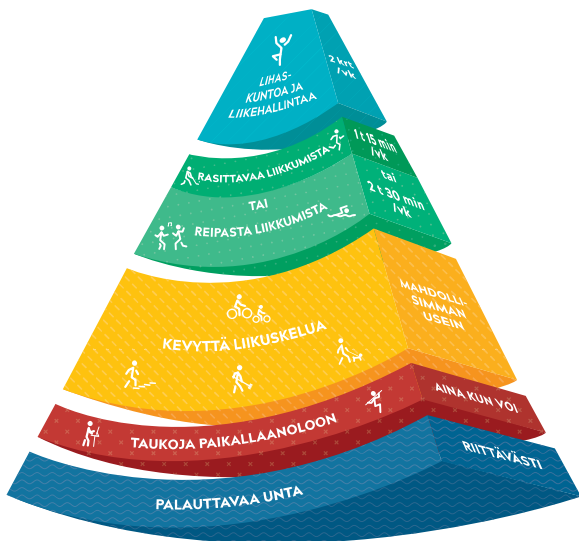 LIHAS-
KUNTOA JA
LIIKEHALLINTAA
2 krt
/vk
RASITTAVAA LIIKKUMISTA
1 t 15 min
/vk
TAI
REIPASTA LIIKKUMISTA
tai
2 t 30 min
/vk
KEVYTTÄ LIIKUSKELUA
MAHDOLLI-
SIMMAN
USEIN
TAUKOJA PAIKALLAANOLOON
AINA KUN VOI
PALAUTTAVAA UNTA
RIITTÄVÄSTI